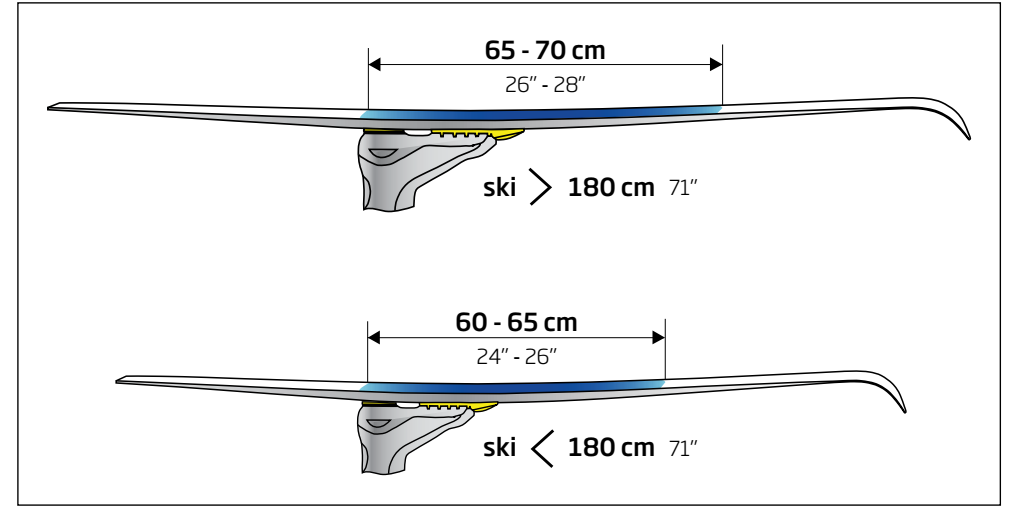 65 - 70 cm
26” - 28”
ski > 180 cm 71”
60 - 65 cm
24” - 26”
ski < 180 cm 71”